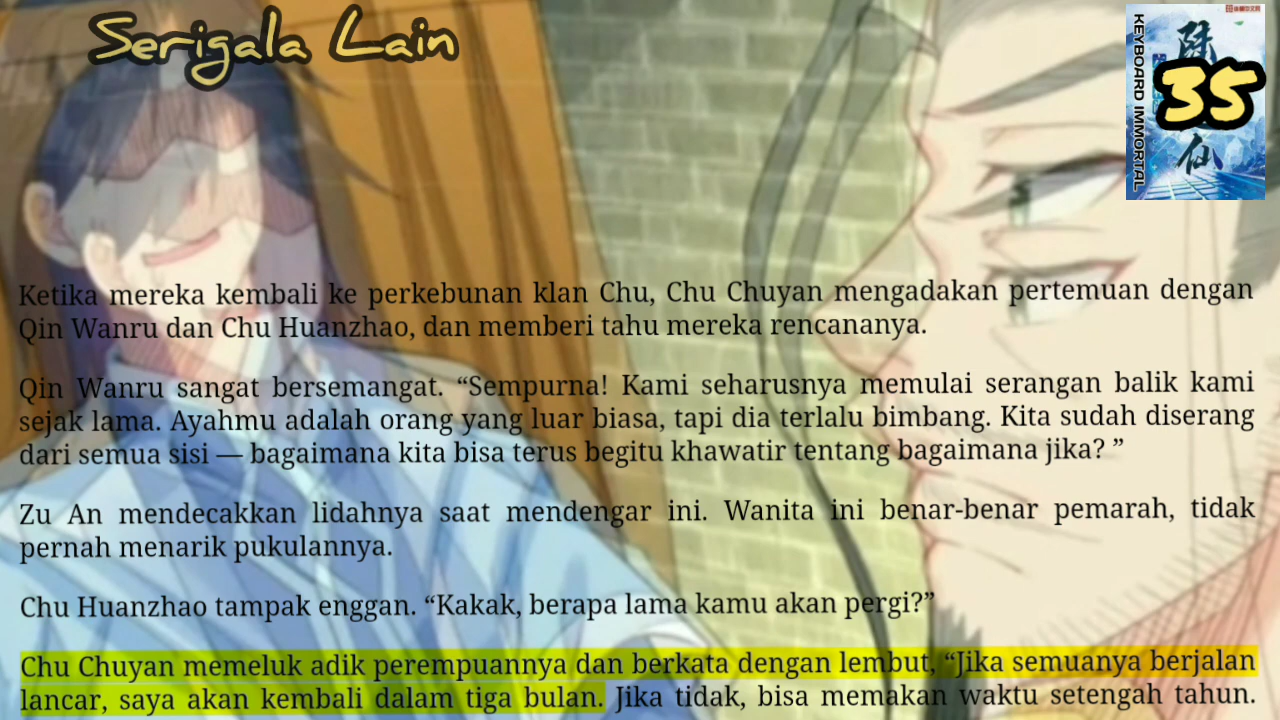 Serigala Lain
KEYBOARD IMMORTAL
35
仙
Ketika mereka kembali ke perkebunan klan Chu, Chu Chuyan mengadakan pertemuan dengan
Qin Wanru dan Chu Huanzhao, dan memberi tahu mereka rencananya.
Qin Wanru sangat bersemangat. “Sempurna! Kami seharusnya memulai serangan balik kami
sejak lama. Ayahmu adalah orang yang luar biasa, tapi dia terlalu bimbang. Kita sudah diserang
dari semua sisi — bagaimana kita bisa terus begitu khawatir tentang bagaimana jika? ”
Zu An mendecakkan lidahnya saat mendengar ini. Wanita ini benar-benar pemarah, tidak
pernah menarik pukulannya.
Chu Huanzhao tampak enggan. “Kakak, berapa lama kamu akan pergi?”
Chu Chuyan memeluk adik perempuannya dan berkata dengan lembut, “Jika semuanya berjalan
lancar, saya akan kembali dalam tiga bulan. Jika tidak, bisa memakan waktu setengah tahun.